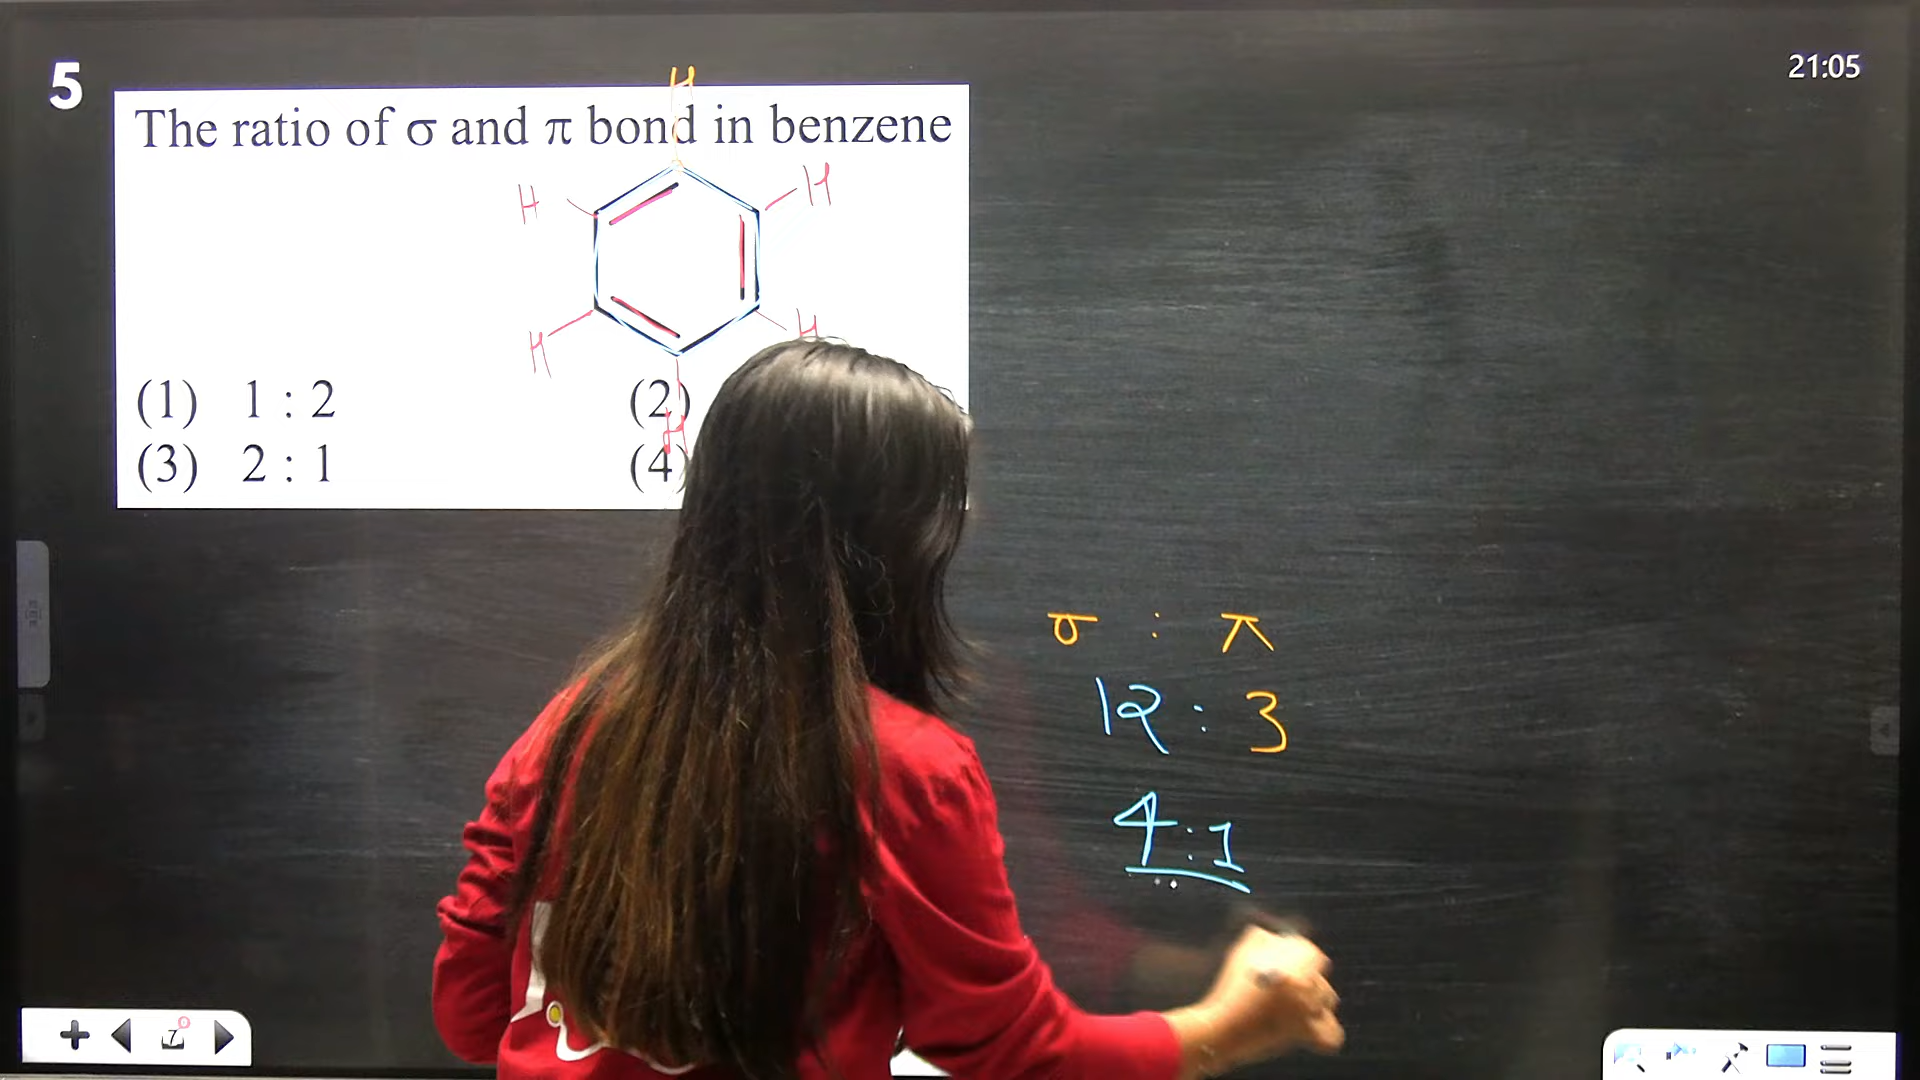 5
21:05
H
The ratio of σ and π bond in benzene
H H
H H
(1) 1 : 2 (2)
H
(3) 2 : 1 (4)
σ : π
12 : 3
4 : 1
7